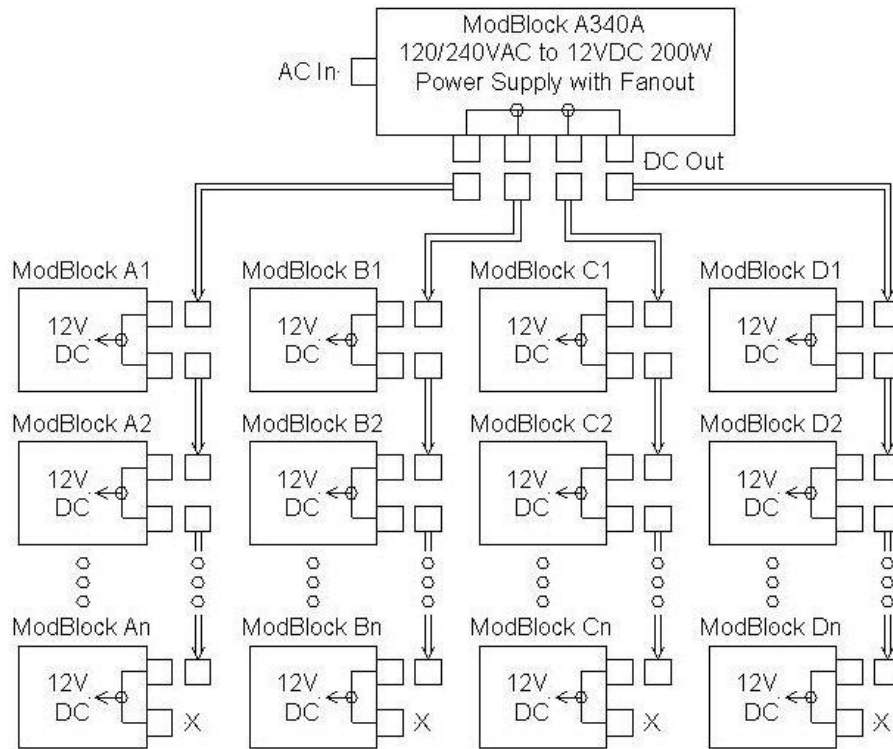 ModBlock A340A
120/240VAC to 12VDC 200W
Power Supply with Fanout
AC In
DC Out
ModBlock A1
ModBlock B1
ModBlock C1
ModBlock D1
12V
DC
12V
DC
12V
DC
12V
DC
ModBlock A2
ModBlock B2
ModBlock C2
ModBlock D2
12V
DC
12V
DC
12V
DC
12V
DC
ModBlock An
ModBlock Bn
ModBlock Cn
ModBlock Dn
12V
DC
X
12V
DC
X
12V
DC
X
12V
DC
X